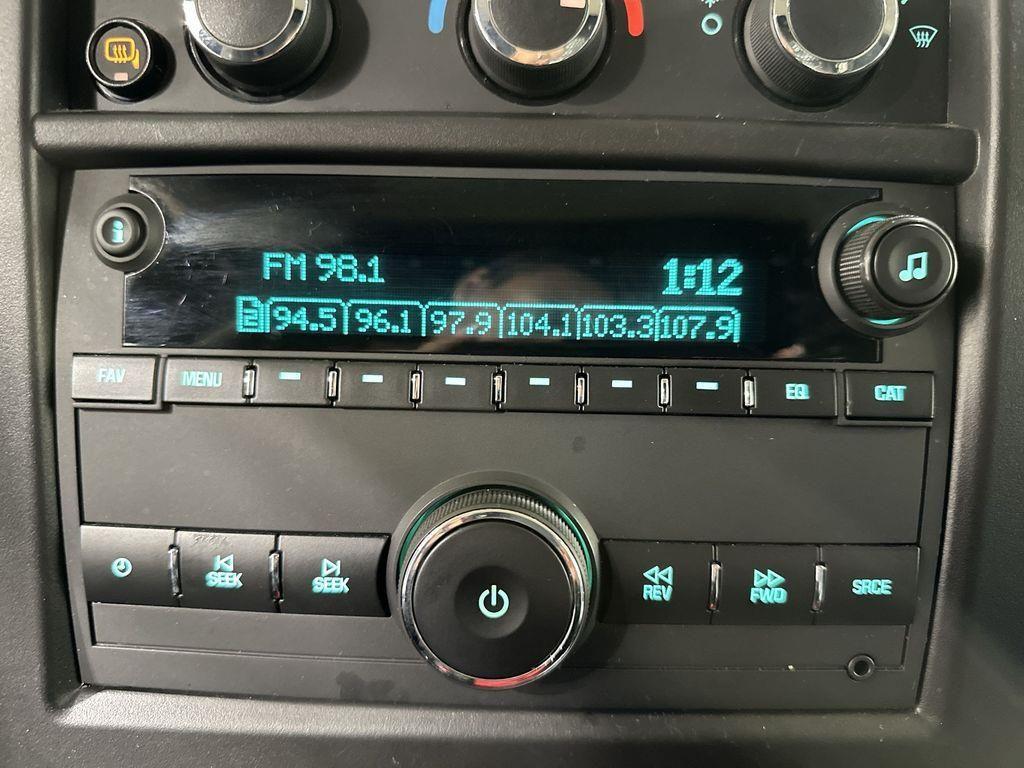 i
FM 98.1 1:12
2 94.5 96.1 97.9 104.1 103.3 107.9
FAV MENU EQ CAT
SEEK SEEK REV FWD SRCE